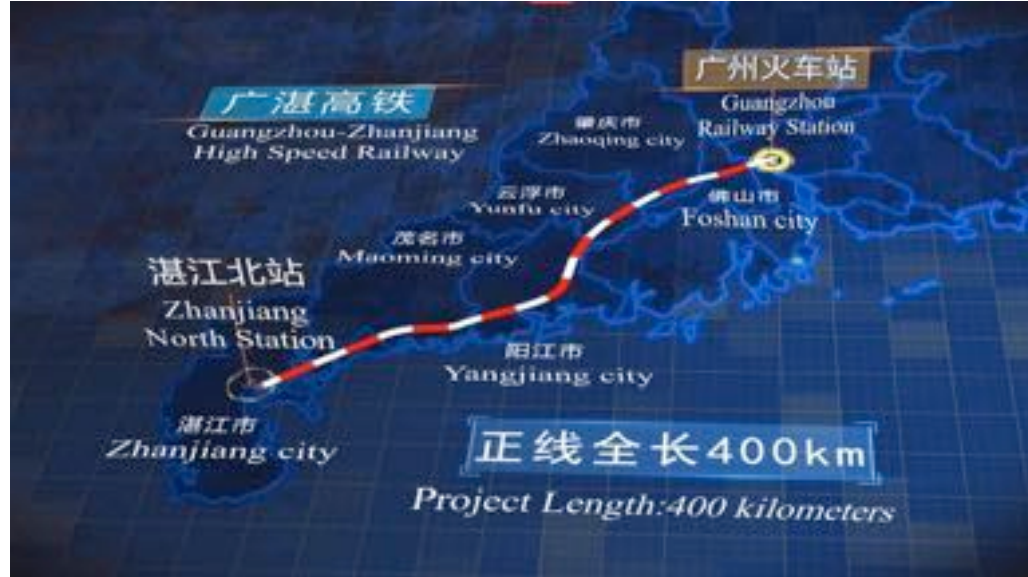 广州火车站
Guangzhou
Railway Station
广湛高铁
Guangzhou-Zhanjiang
High Speed Railway
肇庆市
Zhaoqing city
云浮市
Yunfu city
佛山市
Foshan city
茂名市
Maoming city
湛江北站
Zhanjiang
North Station
阳江市
Yangjiang city
湛江市
Zhanjiang city
正线全长400km
Project Length:400 kilometers